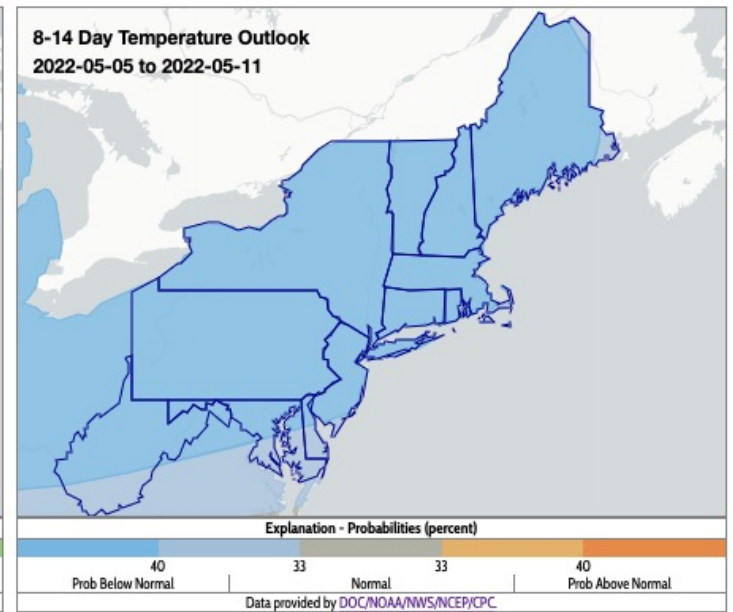 8-14 Day Temperature Outlook
2022-05-05 to 2022-05-11
Explanation - Probabilities (percent)
40 33 33 40
Prob Below Normal Normal Prob Above Normal
Data provided by DOC/NOAA/NWS/NCEP/CPC.